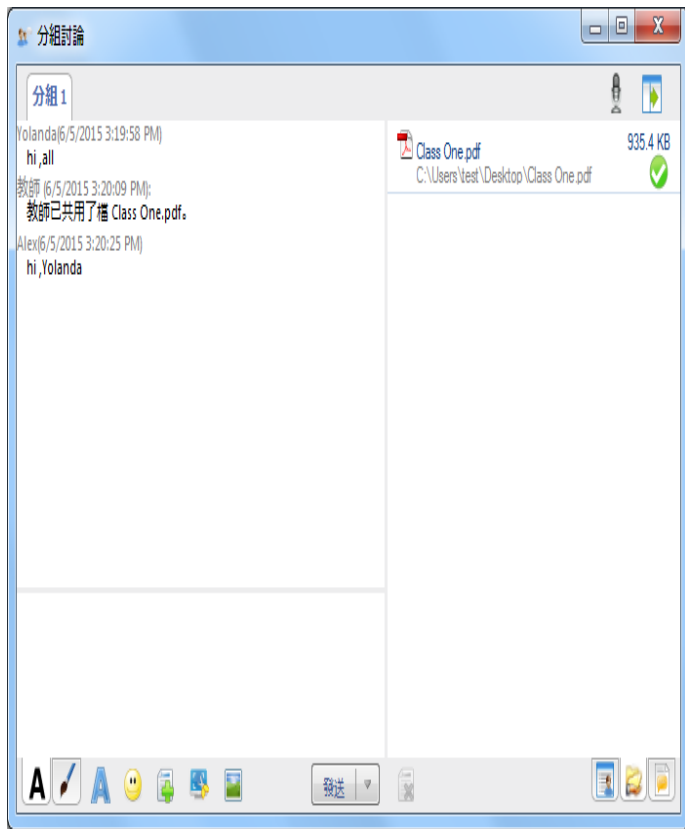 分組討論
分組 1
Yolanda(6/5/2015 3:19:58 PM)
hi ,all
教師 (6/5/2015 3:20:09 PM):
教師已共用了檔 Class One.pdf。
Alex(6/5/2015 3:20:25 PM)
hi ,Yolanda
Class One.pdf
935.4 KB
C:\Users\test\Desktop\Class One.pdf
A
A
發送